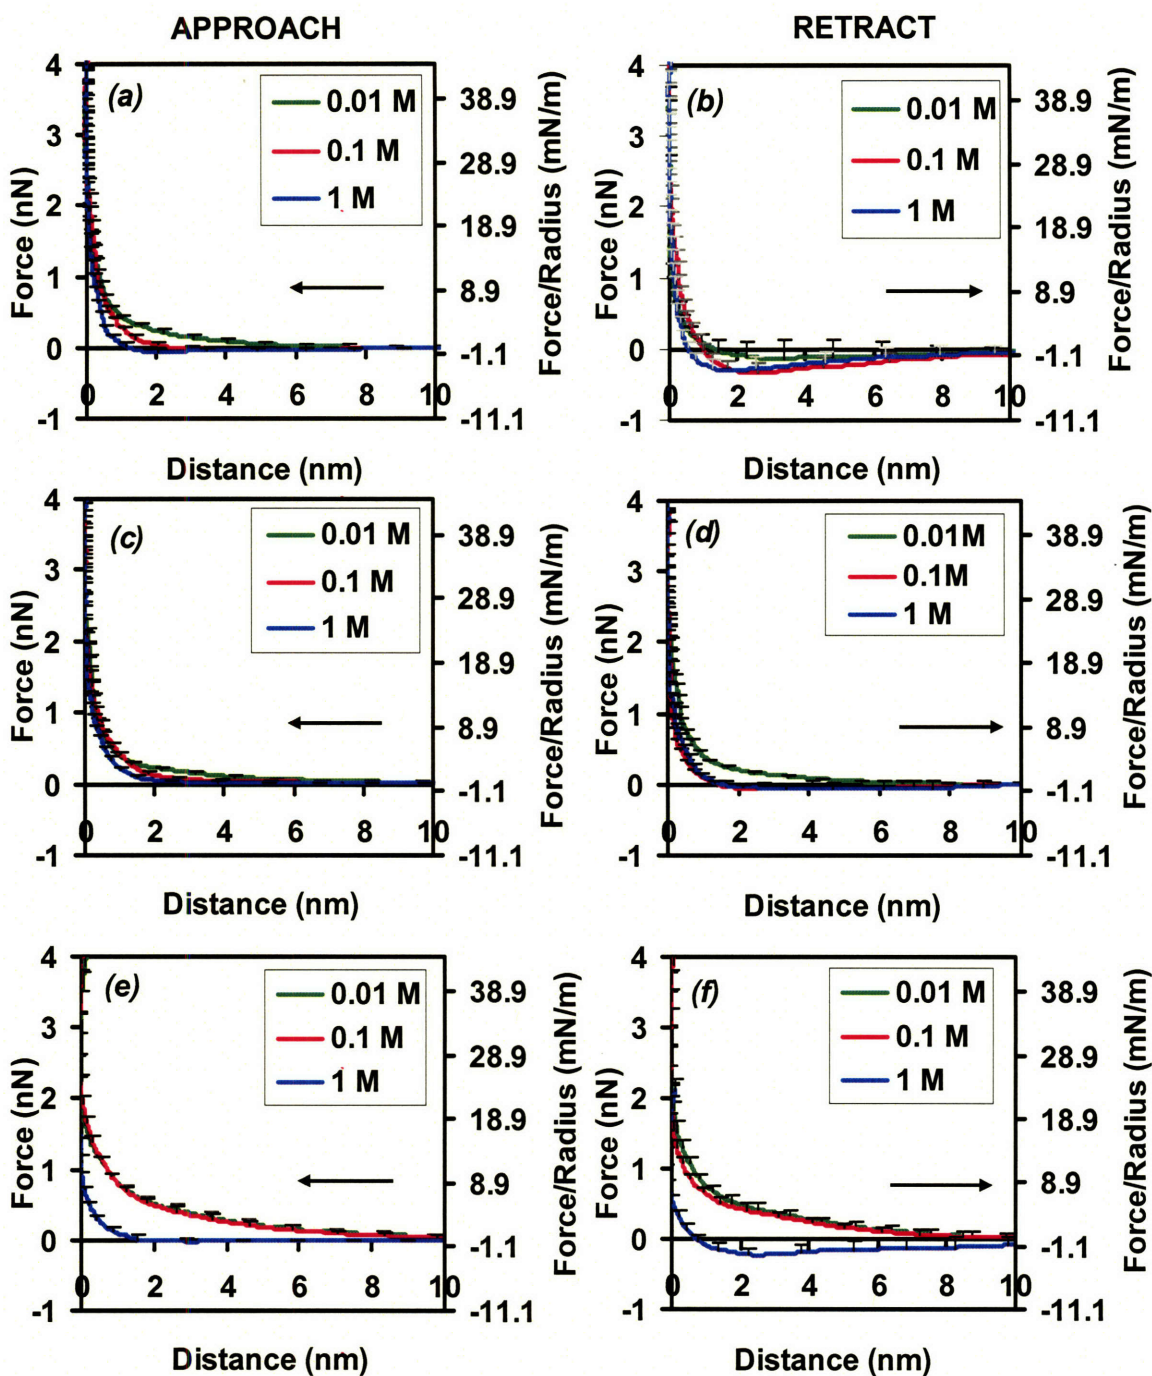 APPROACH
RETRACT
(a)
0.01 M
0.1 M
1 M
4
3
2
1
0
-1
38.9
28.9
18.9
8.9
-1.1
-11.1
0 2 4 6 8 10
Force (nN)
Force/Radius (mN/m)
Distance (nm)
(b)
0.01 M
0.1 M
1 M
4
3
2
1
0
-1
38.9
28.9
18.9
8.9
-1.1
-11.1
0 2 4 6 8 10
Force (nN)
Force/Radius (mN/m)
Distance (nm)
(c)
0.01 M
0.1 M
1 M
4
3
2
1
0
-1
38.9
28.9
18.9
8.9
-1.1
-11.1
0 2 4 6 8 10
Force (nN)
Force/Radius (mN/m)
Distance (nm)
(d)
0.01M
0.1M
1 M
4
3
2
1
0
-1
38.9
28.9
18.9
8.9
-1.1
-11.1
0 2 4 6 8 10
Force (nN)
Force/Radius (mN/m)
Distance (nm)
(e)
0.01 M
0.1 M
1 M
4
3
2
1
0
-1
38.9
28.9
18.9
8.9
-1.1
-11.1
0 2 4 6 8 10
Force (nN)
Force/Radius (mN/m)
Distance (nm)
(f)
0.01 M
0.1 M
1 M
4
3
2
1
0
-1
38.9
28.9
18.9
8.9
-1.1
-11.1
0 2 4 6 8 10
Force (nN)
Force/Radius (mN/m)
Distance (nm)